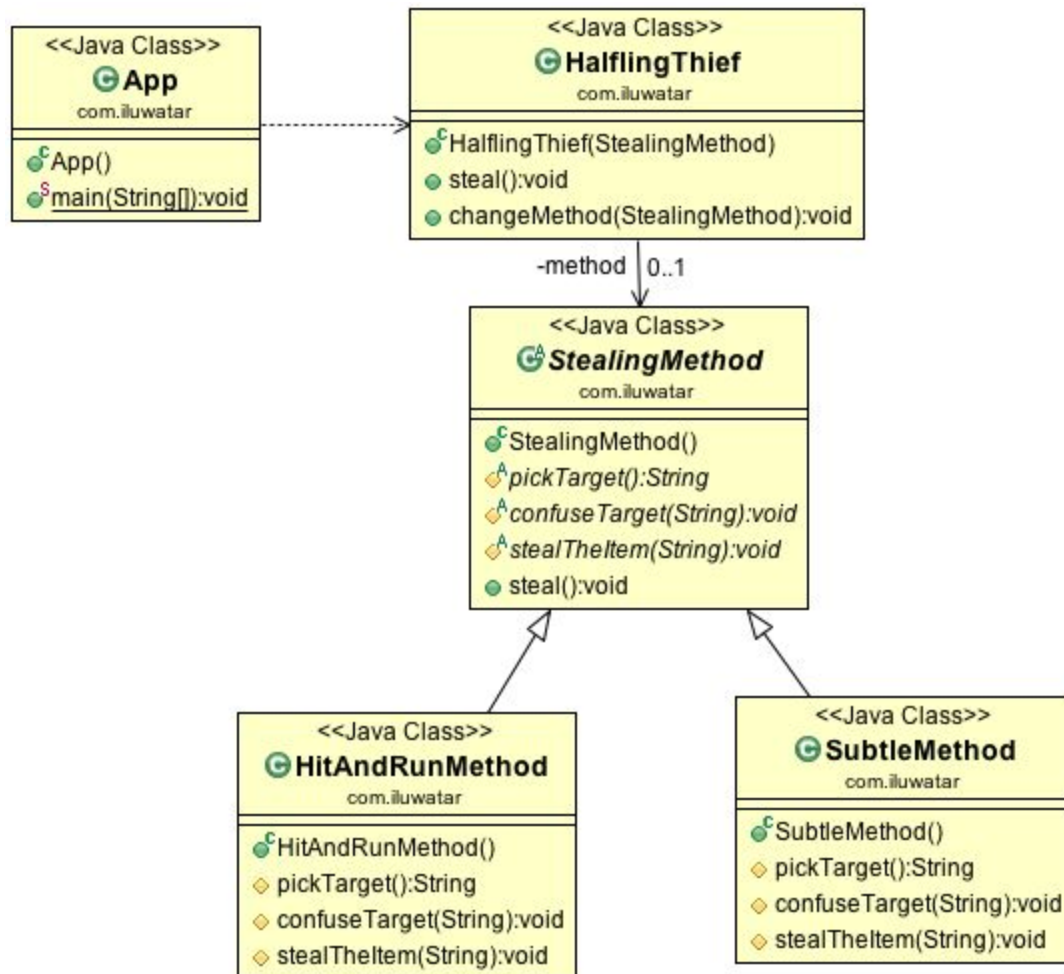 <<Java Class>>
App
com.iluwatar
App()
main(String[]):void
<<Java Class>>
HalflingThief
com.iluwatar
HalflingThief(StealingMethod)
steal():void
changeMethod(StealingMethod):void
-method 0..1
<<Java Class>>
StealingMethod
com.iluwatar
StealingMethod()
pickTarget():String
confuseTarget(String):void
stealTheItem(String):void
steal():void
<<Java Class>>
HitAndRunMethod
com.iluwatar
HitAndRunMethod()
pickTarget():String
confuseTarget(String):void
stealTheItem(String):void
<<Java Class>>
SubtleMethod
com.iluwatar
SubtleMethod()
pickTarget():String
confuseTarget(String):void
stealTheItem(String):void